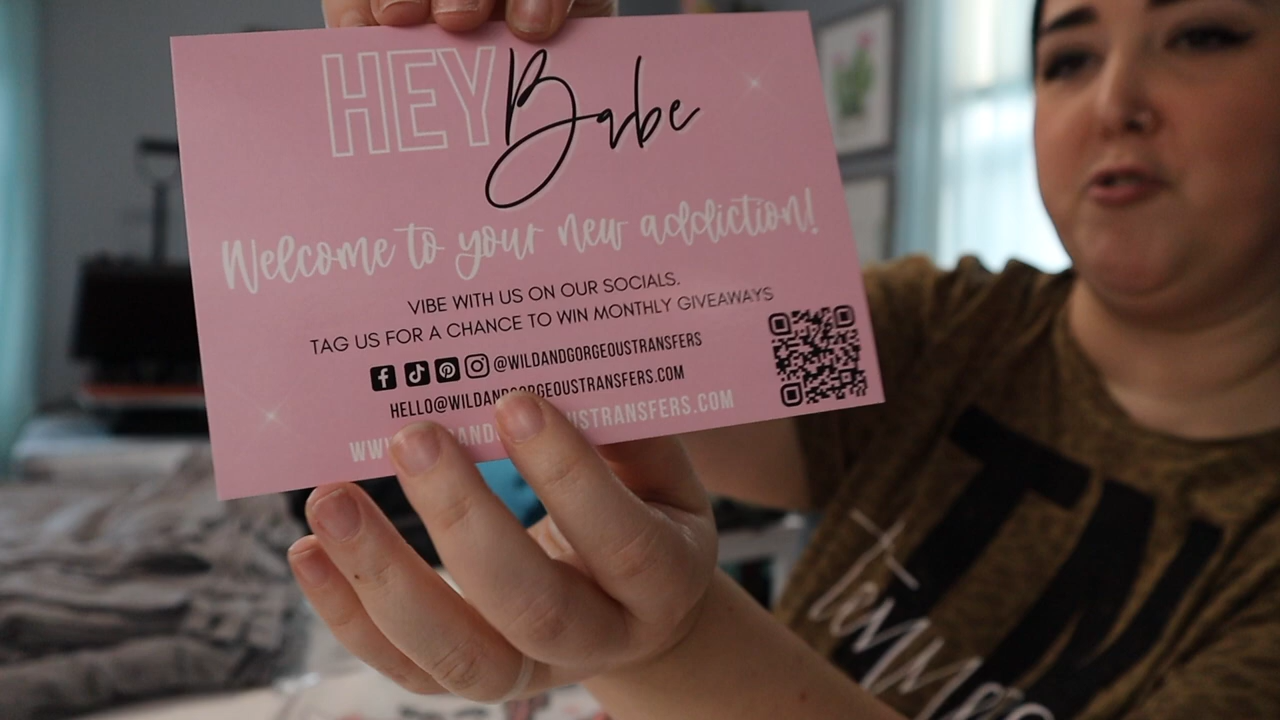 HEY Babe
Welcome to your new addiction!
VIBE WITH US ON OUR SOCIALS.
TAG US FOR A CHANCE TO WIN MONTHLY GIVEAWAYS
@WILDANDGORGEOUSTRANSFERS
HELLO@WILDANDGORGEOUSTRANSFERS.COM
TN